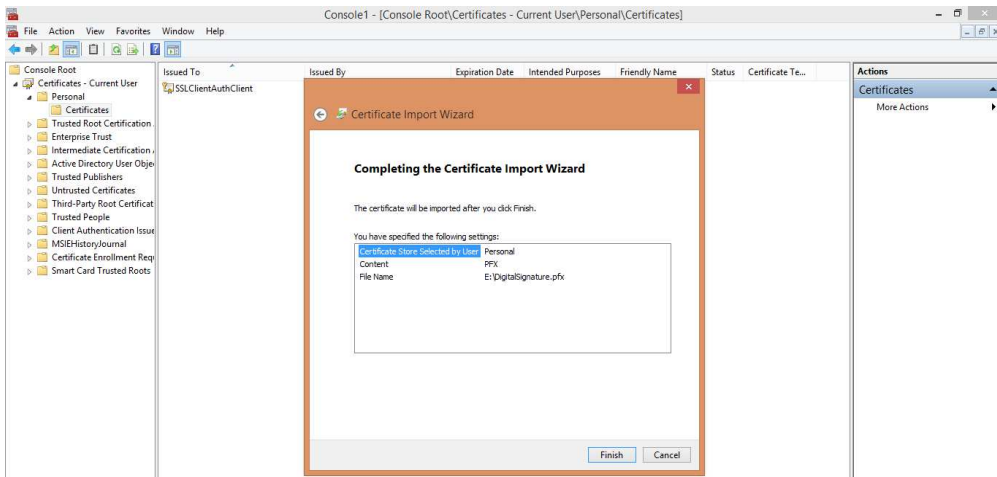 Console1 - [Console Root\Certificates - Current User\Personal\Certificates]
File Action View Favorites Window Help
Console Root
Certificates - Current User
Personal
Certificates
Trusted Root Certification
Enterprise Trust
Intermediate Certification
Active Directory User Obje
Trusted Publishers
Untrusted Certificates
Third-Party Root Certificat
Trusted People
Client Authentication Issue
MSIEHistoryJournal
Certificate Enrollment Requ
Smart Card Trusted Roots
Issued To Issued By Expiration Date Intended Purposes Friendly Name Status Certificate Te...
SSLClientAuthClient
Certificate Import Wizard
Completing the Certificate Import Wizard
The certificate will be imported after you click Finish.
You have specified the following settings:
Certificate Store Selected by User Personal
Content PFX
File Name E:\DigitalSignature.pfx
Finish Cancel
Actions
Certificates
More Actions